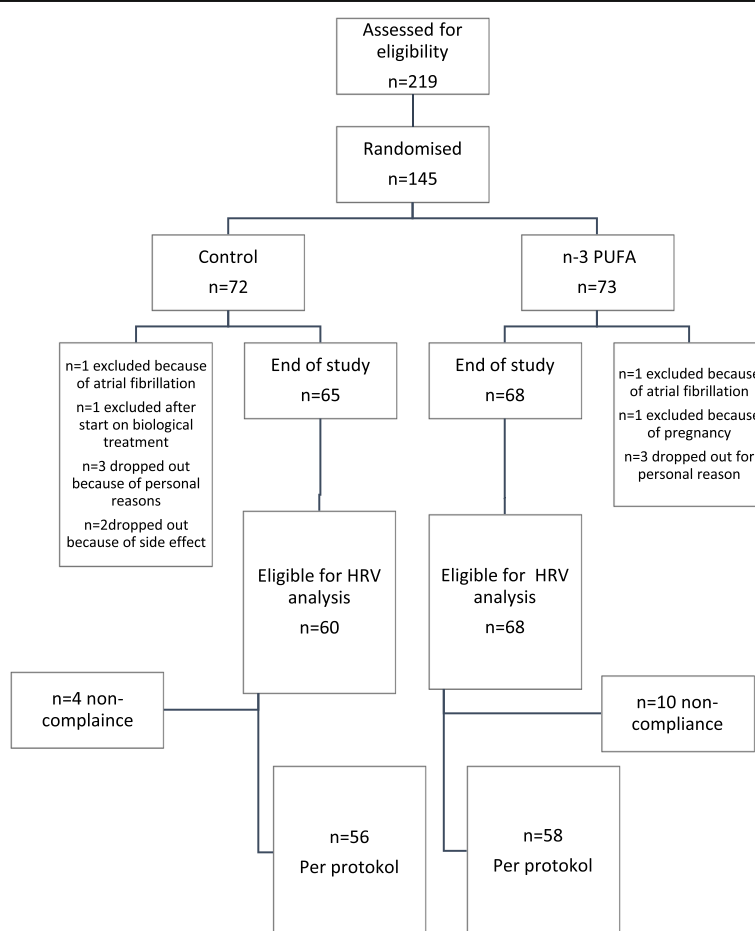 Assessed for
eligibility
n=219
Randomised
n=145
Control
n=72
n-3 PUFA
n=73
n=1 excluded because
of atrial fibrillation
n=1 excluded after
start on biological
treatment
n=3 dropped out
because of personal
reasons
n=2dropped out
because of side effect
End of study
n=65
End of study
n=68
n=1 excluded because
of atrial fibrillation
n=1 excluded because
of pregnancy
n=3 dropped out for
personal reason
Eligible for HRV
analysis
n=60
Eligible for HRV
analysis
n=68
n=4 non-
complaince
n=10 non-
compliance
n=56
Per protokol
n=58
Per protokol